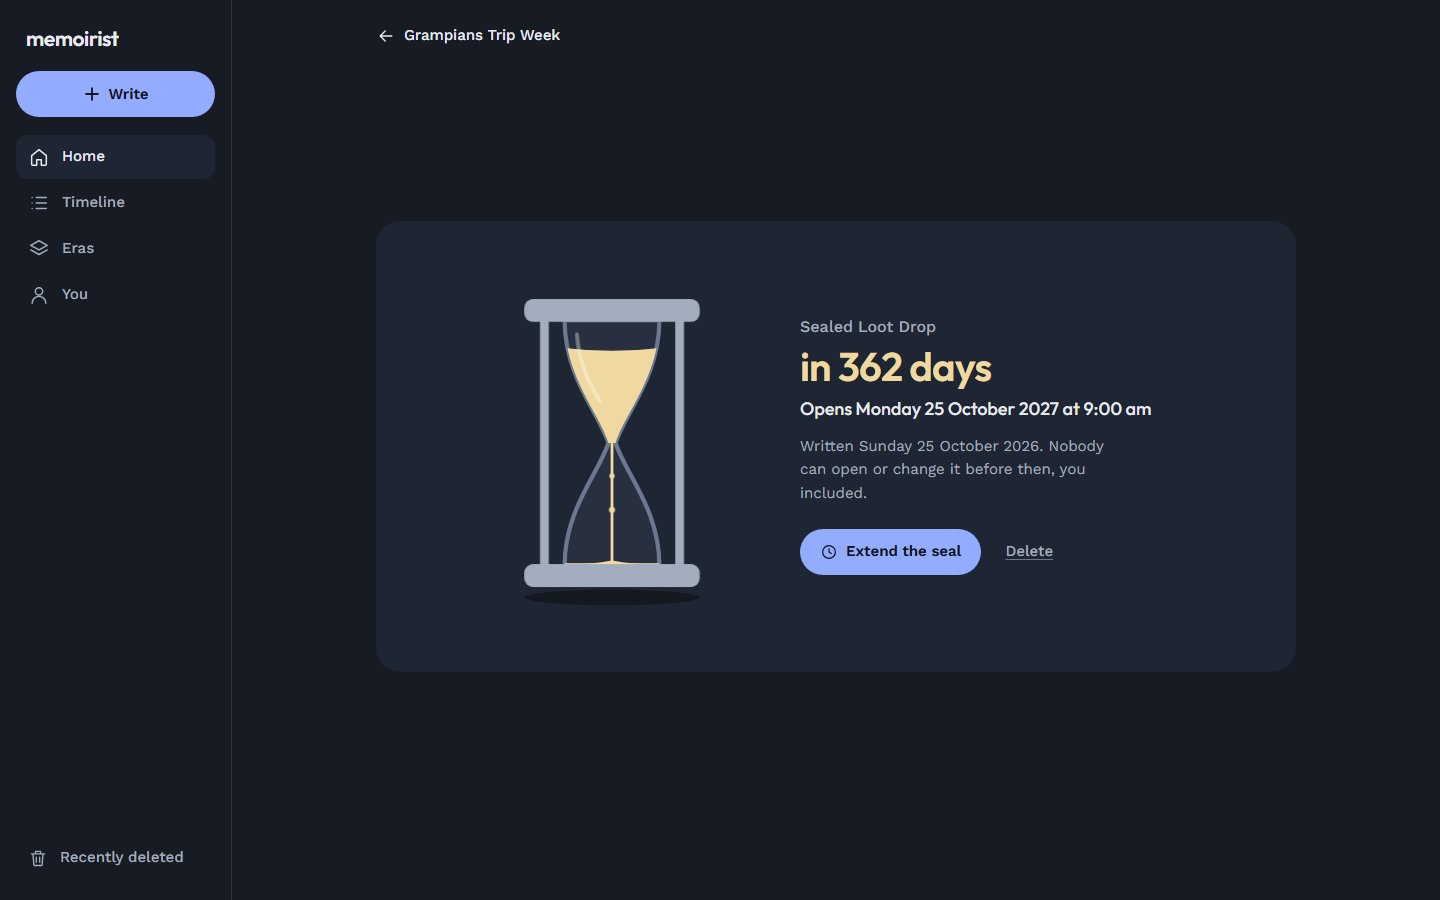 memoirist
Write
Home
Timeline
Eras
You
Recently deleted
Grampians Trip Week
Sealed Loot Drop
in 362 days
Opens Monday 25 October 2027 at 9:00 am
Written Sunday 25 October 2026. Nobody
can open or change it before then, you
included.
Extend the seal
Delete